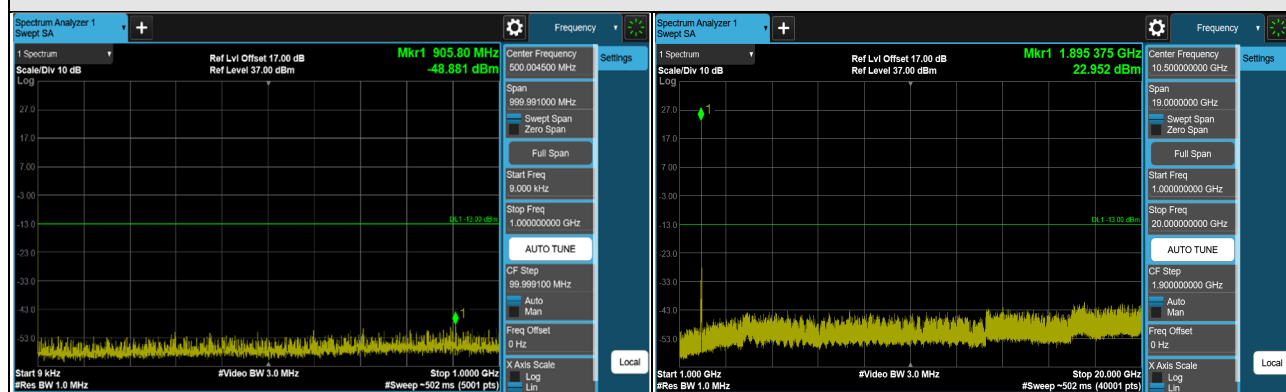 Spectrum Analyzer 1
Swept SA
+
Frequency
1 Spectrum
Scale/Div 10 dB
Log
Ref Lvl Offset 17.00 dB
Ref Level 37.00 dBm
Mkr1 905.80 MHz
-48.881 dBm
27.0
17.0
7.00
-3.00
-13.0
-23.0
-33.0
-43.0
-53.0
DL1 -13.00 dBm
1
Start 9 kHz
#Res BW 1.0 MHz
#Video BW 3.0 MHz
Stop 1.0000 GHz
#Sweep ~502 ms (5001 pts)
Center Frequency
500.004500 MHz
Span
999.991000 MHz
Swept Span
Zero Span
Full Span
Start Freq
9.000 kHz
Stop Freq
1.000000000 GHz
AUTO TUNE
CF Step
99.999100 MHz
Auto
Man
Freq Offset
0 Hz
X Axis Scale
Log
Lin
Settings
Local
Spectrum Analyzer 1
Swept SA
+
Frequency
1 Spectrum
Scale/Div 10 dB
Log
Ref Lvl Offset 17.00 dB
Ref Level 37.00 dBm
Mkr1 1.895 375 GHz
22.952 dBm
27.0
17.0
7.00
-3.00
-13.0
-23.0
-33.0
-43.0
-53.0
DL1 -13.00 dBm
1
Start 1.000 GHz
#Res BW 1.0 MHz
#Video BW 3.0 MHz
Stop 20.000 GHz
#Sweep ~502 ms (40001 pts)
Center Frequency
10.500000000 GHz
Span
19.0000000 GHz
Swept Span
Zero Span
Full Span
Start Freq
1.000000000 GHz
Stop Freq
20.000000000 GHz
AUTO TUNE
CF Step
1.900000000 GHz
Auto
Man
Freq Offset
0 Hz
X Axis Scale
Log
Lin
Settings
Local